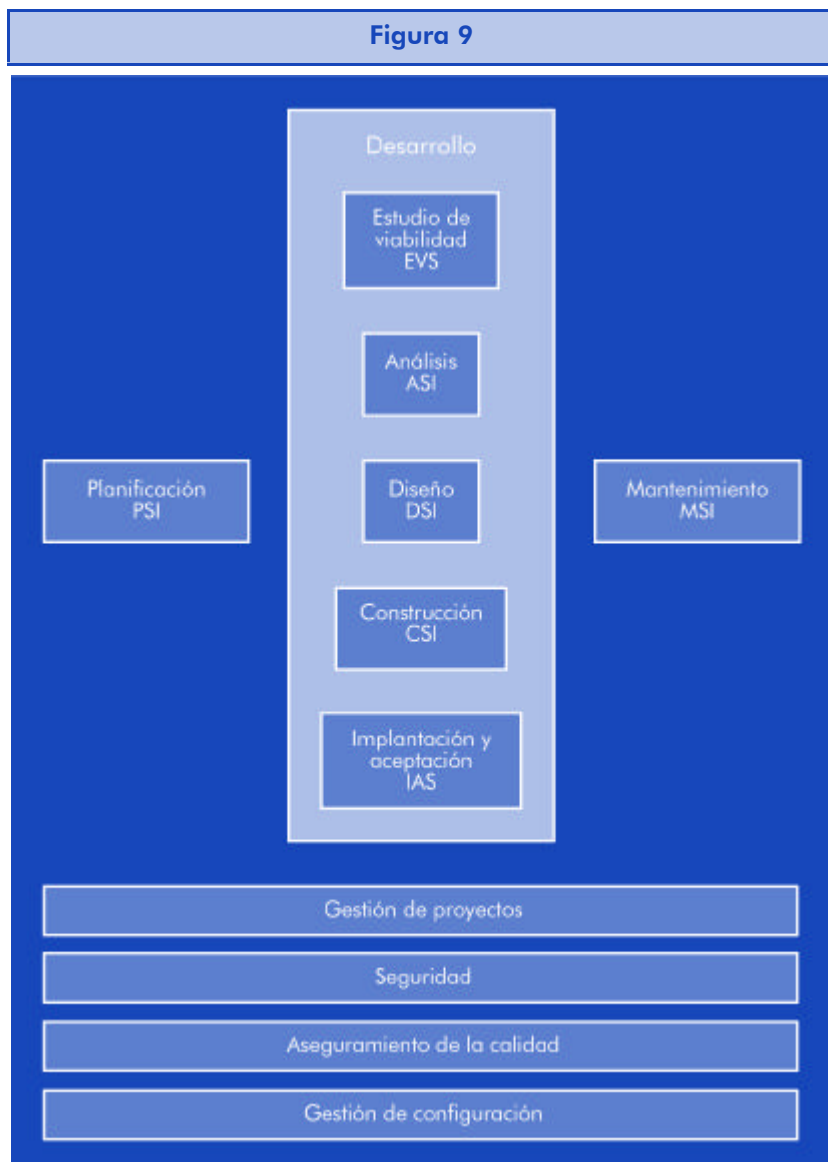 Figura 9
Desarrollo
Estudio de
viabilidad
EVS
Análisis
ASI
Planificación
PSI
Diseño
DSI
Mantenimiento
MSI
Construcción
CSI
Implantación y
aceptación
IAS
Gestión de proyectos
Seguridad
Aseguramiento de la calidad
Gestión de configuración